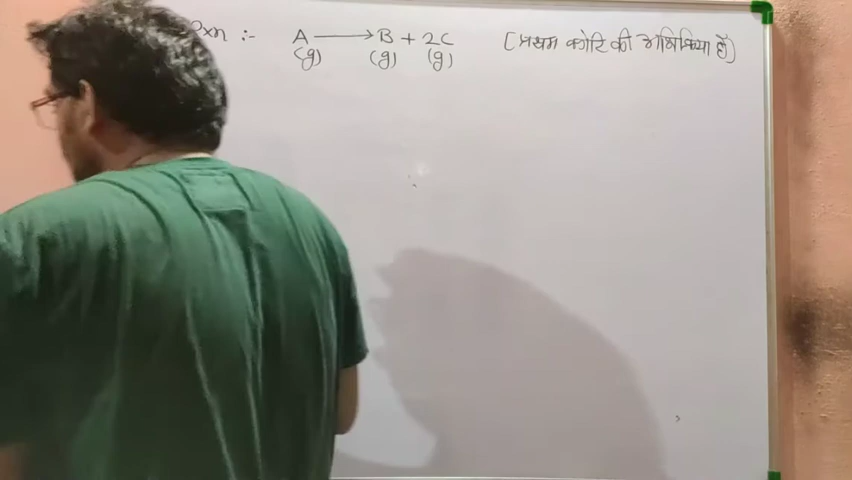 Rxn :- A ⟶ B + 2C (प्रथम कोटि की अभिक्रिया है)
(g) (g) (g)